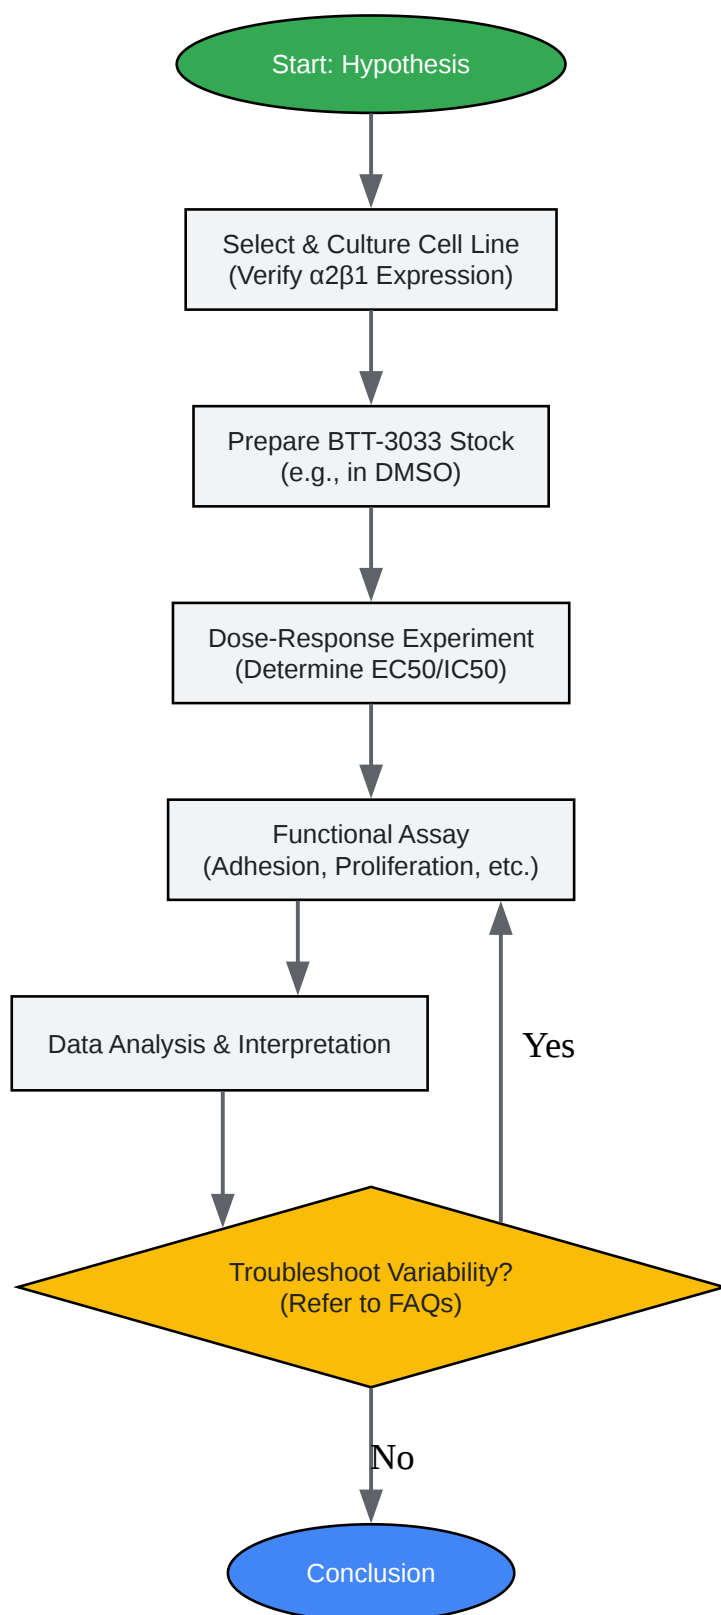 Start: Hypothesis
Select & Culture Cell Line
(Verify α2β1 Expression)
Prepare BTT-3033 Stock
(e.g., in DMSO)
Dose-Response Experiment
(Determine EC50/IC50)
Functional Assay
(Adhesion, Proliferation, etc.)
Data Analysis & Interpretation
Yes
Troubleshoot Variability?
(Refer to FAQs)
No
Conclusion